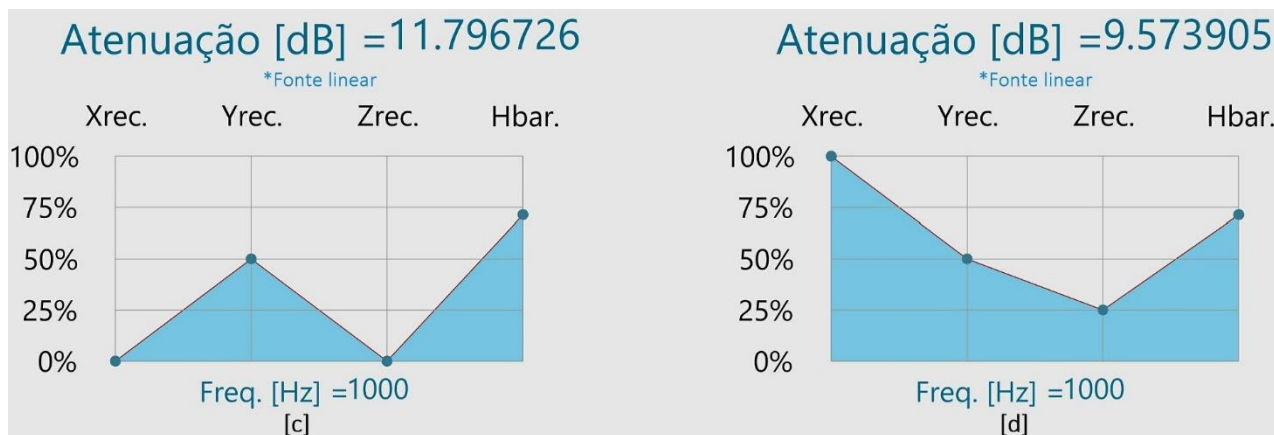 Atenuação [dB] =11.796726
*Fonte linear
Xrec. Yrec. Zrec. Hbar.
100%
75%
50%
25%
0%
Freq. [Hz] =1000
[c]
Atenuação [dB] =9.573905
*Fonte linear
Xrec. Yrec. Zrec. Hbar.
100%
75%
50%
25%
0%
Freq. [Hz] =1000
[d]